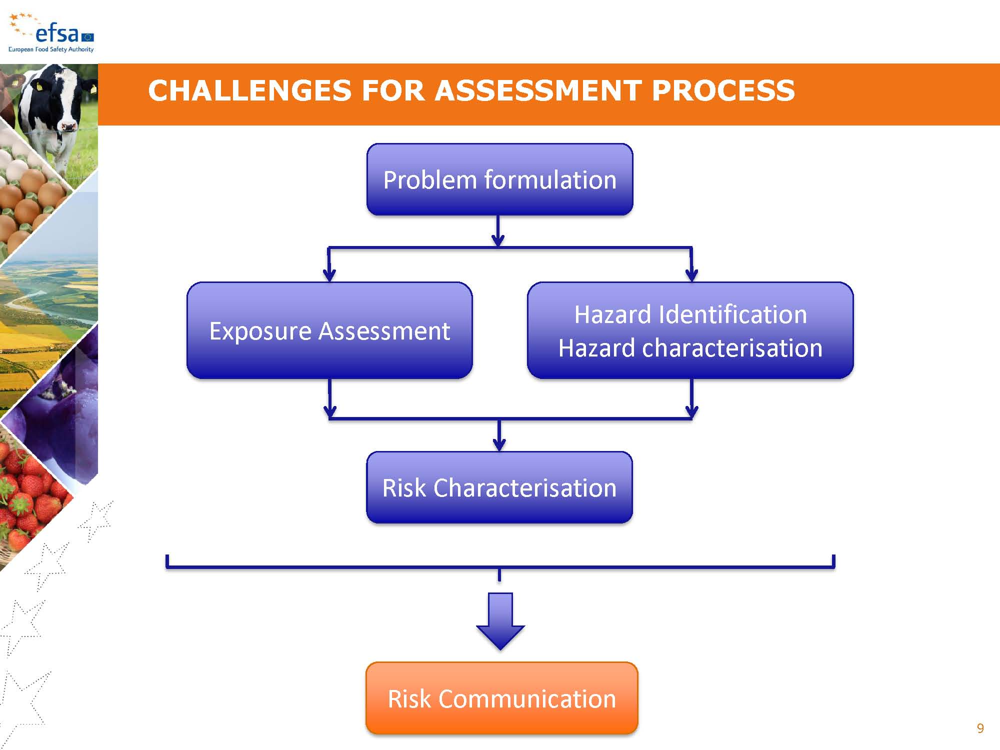 efsa
European Food Safety Authority
CHALLENGES FOR ASSESSMENT PROCESS
Problem formulation
Exposure Assessment
Hazard Identification
Hazard characterisation
Risk Characterisation
Risk Communication
9